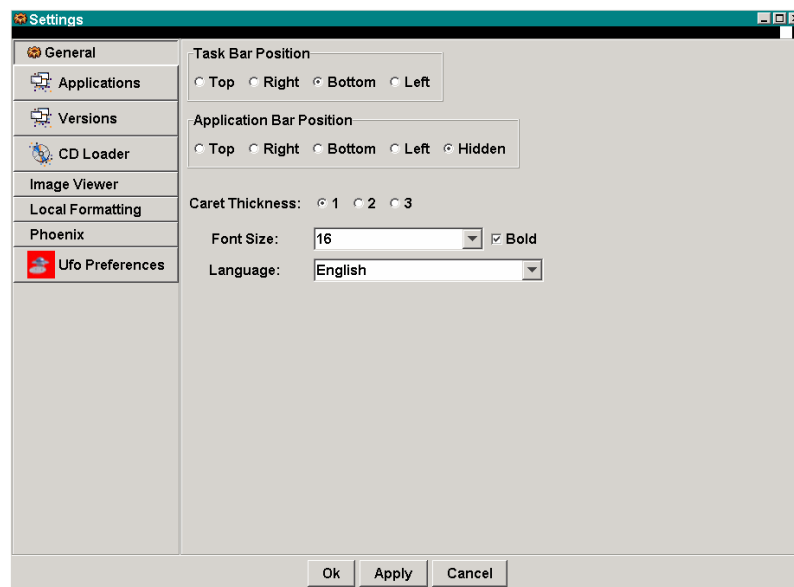 Settings
General
Applications
Versions
CD Loader
Image Viewer
Local Formatting
Phoenix
Ufo Preferences
Task Bar Position
Top Right Bottom Left
Application Bar Position
Top Right Bottom Left Hidden
Caret Thickness: 1 2 3
Font Size: 16 Bold
Language: English
Ok Apply Cancel